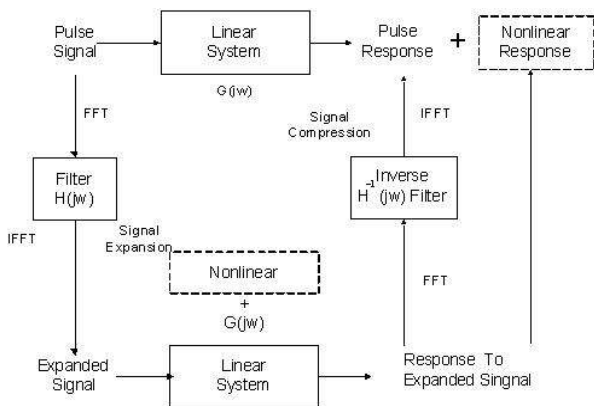 Pulse
Signal
Linear
System
G(jw)
Pulse
Response
+
Nonlinear
Response
FFT
Signal
Compression
IFFT
Filter
H(jw)
Inverse
H⁻¹(jw) Filter
IFFT
Signal
Expansion
Nonlinear
+
G(jw)
FFT
Expanded
Signal
Linear
System
Response To
Expanded Singnal